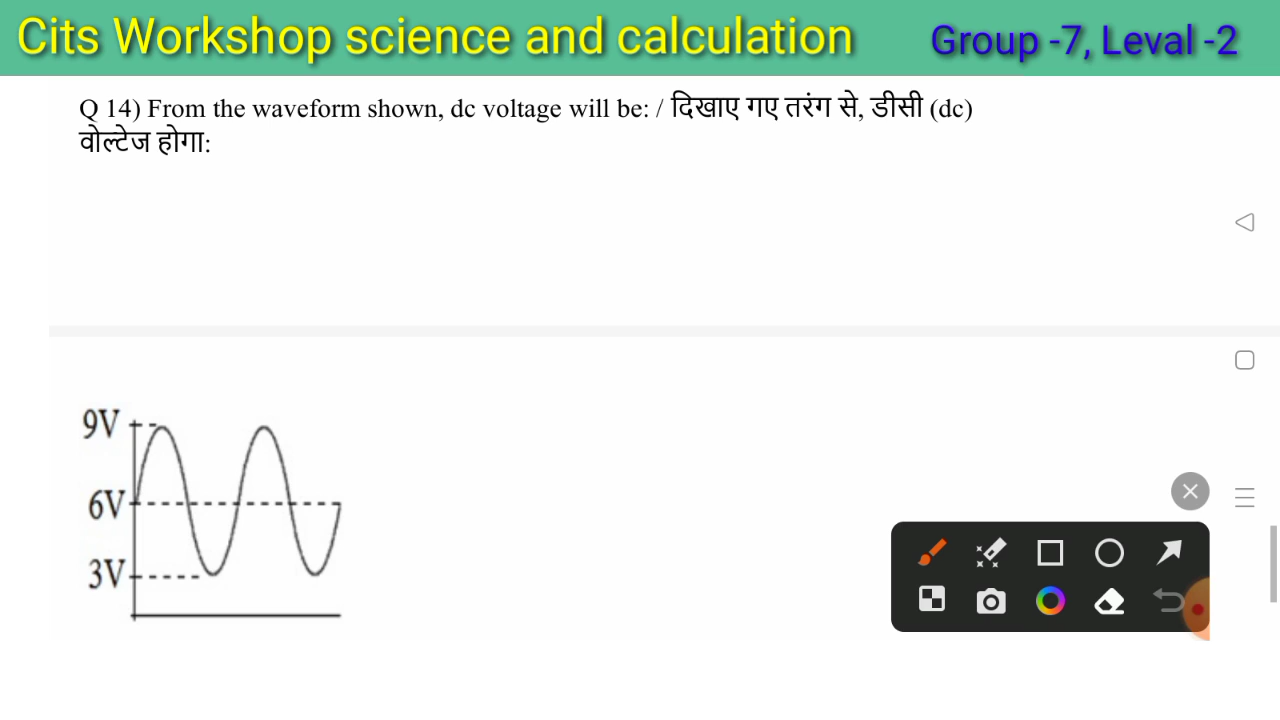 Cits Workshop science and calculation Group -7, Leval -2
Q 14) From the waveform shown, dc voltage will be: / दिखाए गए तरंग से, डीसी (dc)
वोल्टेज होगा:
9V
6V
3V